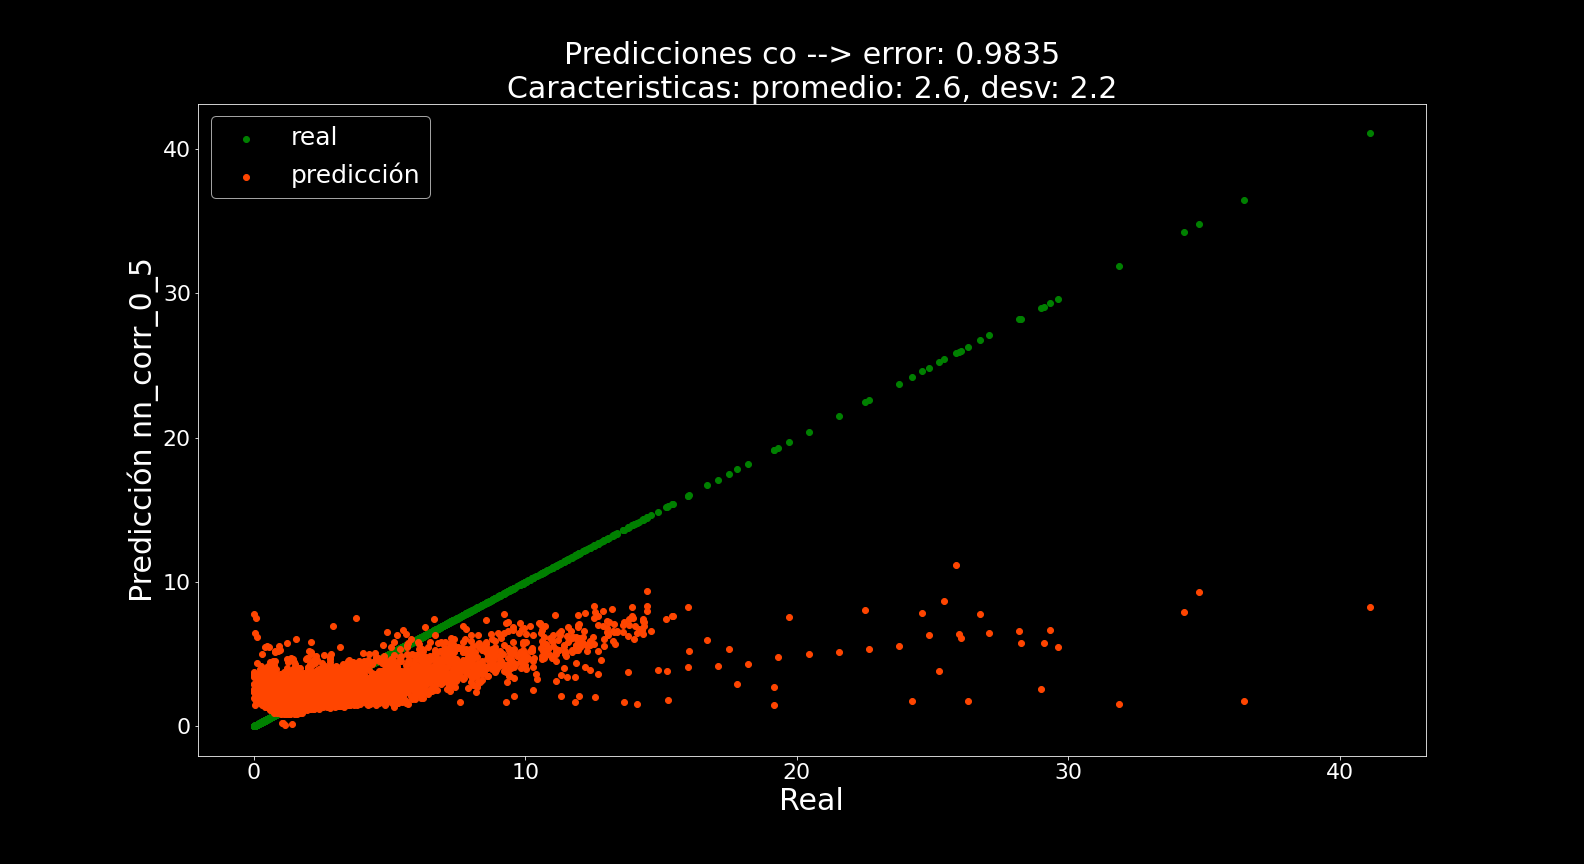 Predicciones co --> error: 0.9835
Caracteristicas: promedio: 2.6, desv: 2.2
real
predicción
Predicción nn_corr_0_5
40
30
20
10
0
0 10 20 30 40
Real